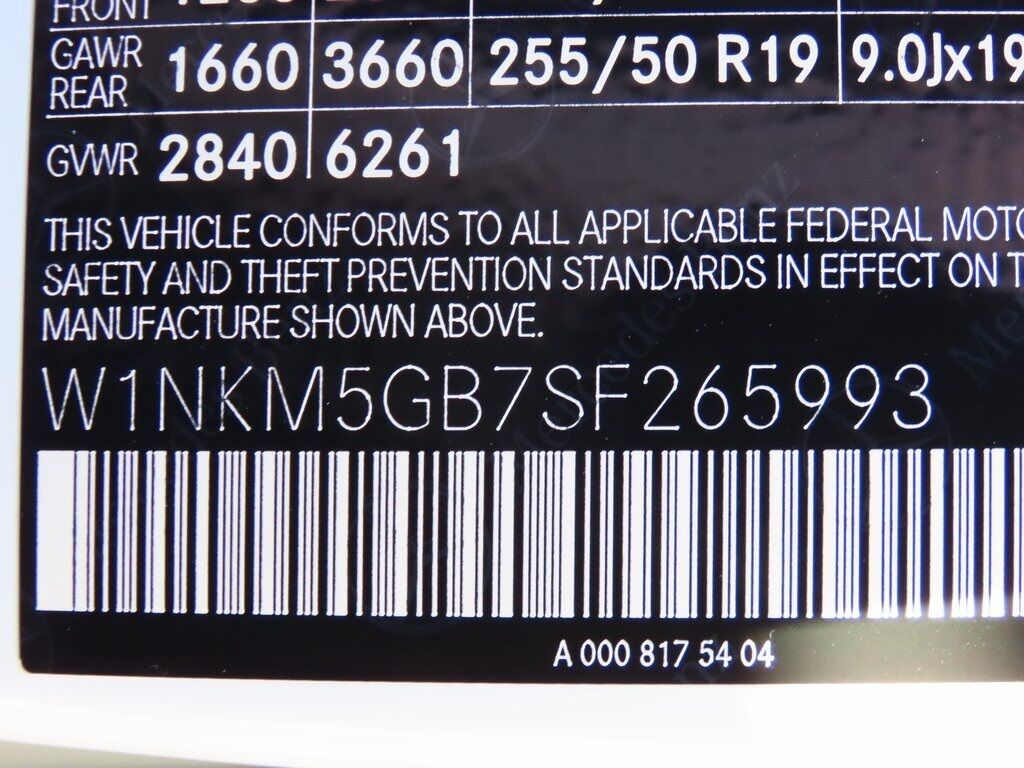 FRONT
GAWR 1660 3660 255/50 R19 9.0Jx19
REAR
GVWR 2840 6261
THIS VEHICLE CONFORMS TO ALL APPLICABLE FEDERAL MOTO
SAFETY AND THEFT PREVENTION STANDARDS IN EFFECT ON T
MANUFACTURE SHOWN ABOVE.
W1NKM5GB7SF265993
A 000 817 54 04